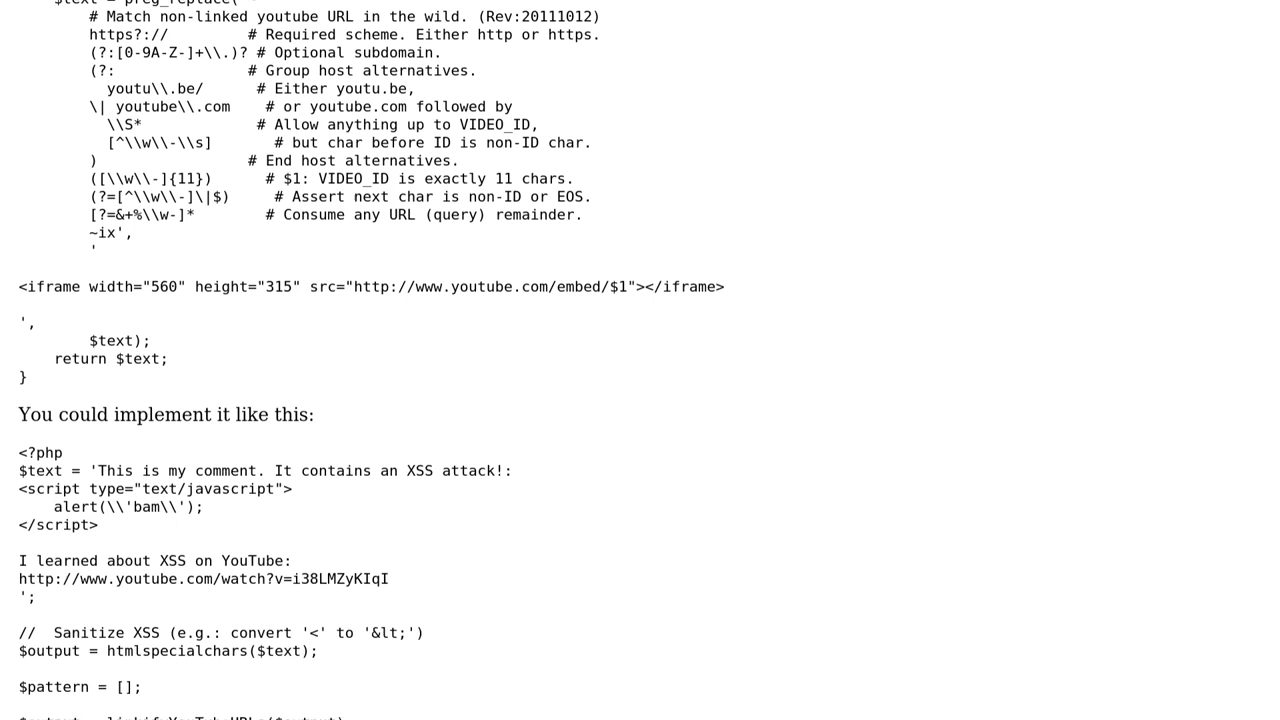 # Match non-linked youtube URL in the wild. (Rev:20111012)
https?:// # Required scheme. Either http or https.
(?:[0-9A-Z-]+\\.)? # Optional subdomain.
(?: # Group host alternatives.
youtu\\.be/ # Either youtu.be,
\| youtube\\.com # or youtube.com followed by
\\S* # Allow anything up to VIDEO_ID,
[^\\w\\-\\s] # but char before ID is non-ID char.
) # End host alternatives.
([\\w\\-]{11}) # $1: VIDEO_ID is exactly 11 chars.
(?=[^\\w\\-]\|$) # Assert next char is non-ID or EOS.
[?=&+%\\w-]* # Consume any URL (query) remainder.
~ix',
'
<iframe width="560" height="315" src="http://www.youtube.com/embed/$1"></iframe>
',
$text);
return $text;
}
You could implement it like this:
<?php
$text = 'This is my comment. It contains an XSS attack!:
<script type="text/javascript">
alert(\\'bam\\');
</script>
I learned about XSS on YouTube:
http://www.youtube.com/watch?v=i38LMZyKIqI
';
// Sanitize XSS (e.g.: convert '<' to '&lt;')
$output = htmlspecialchars($text);
$pattern = [];